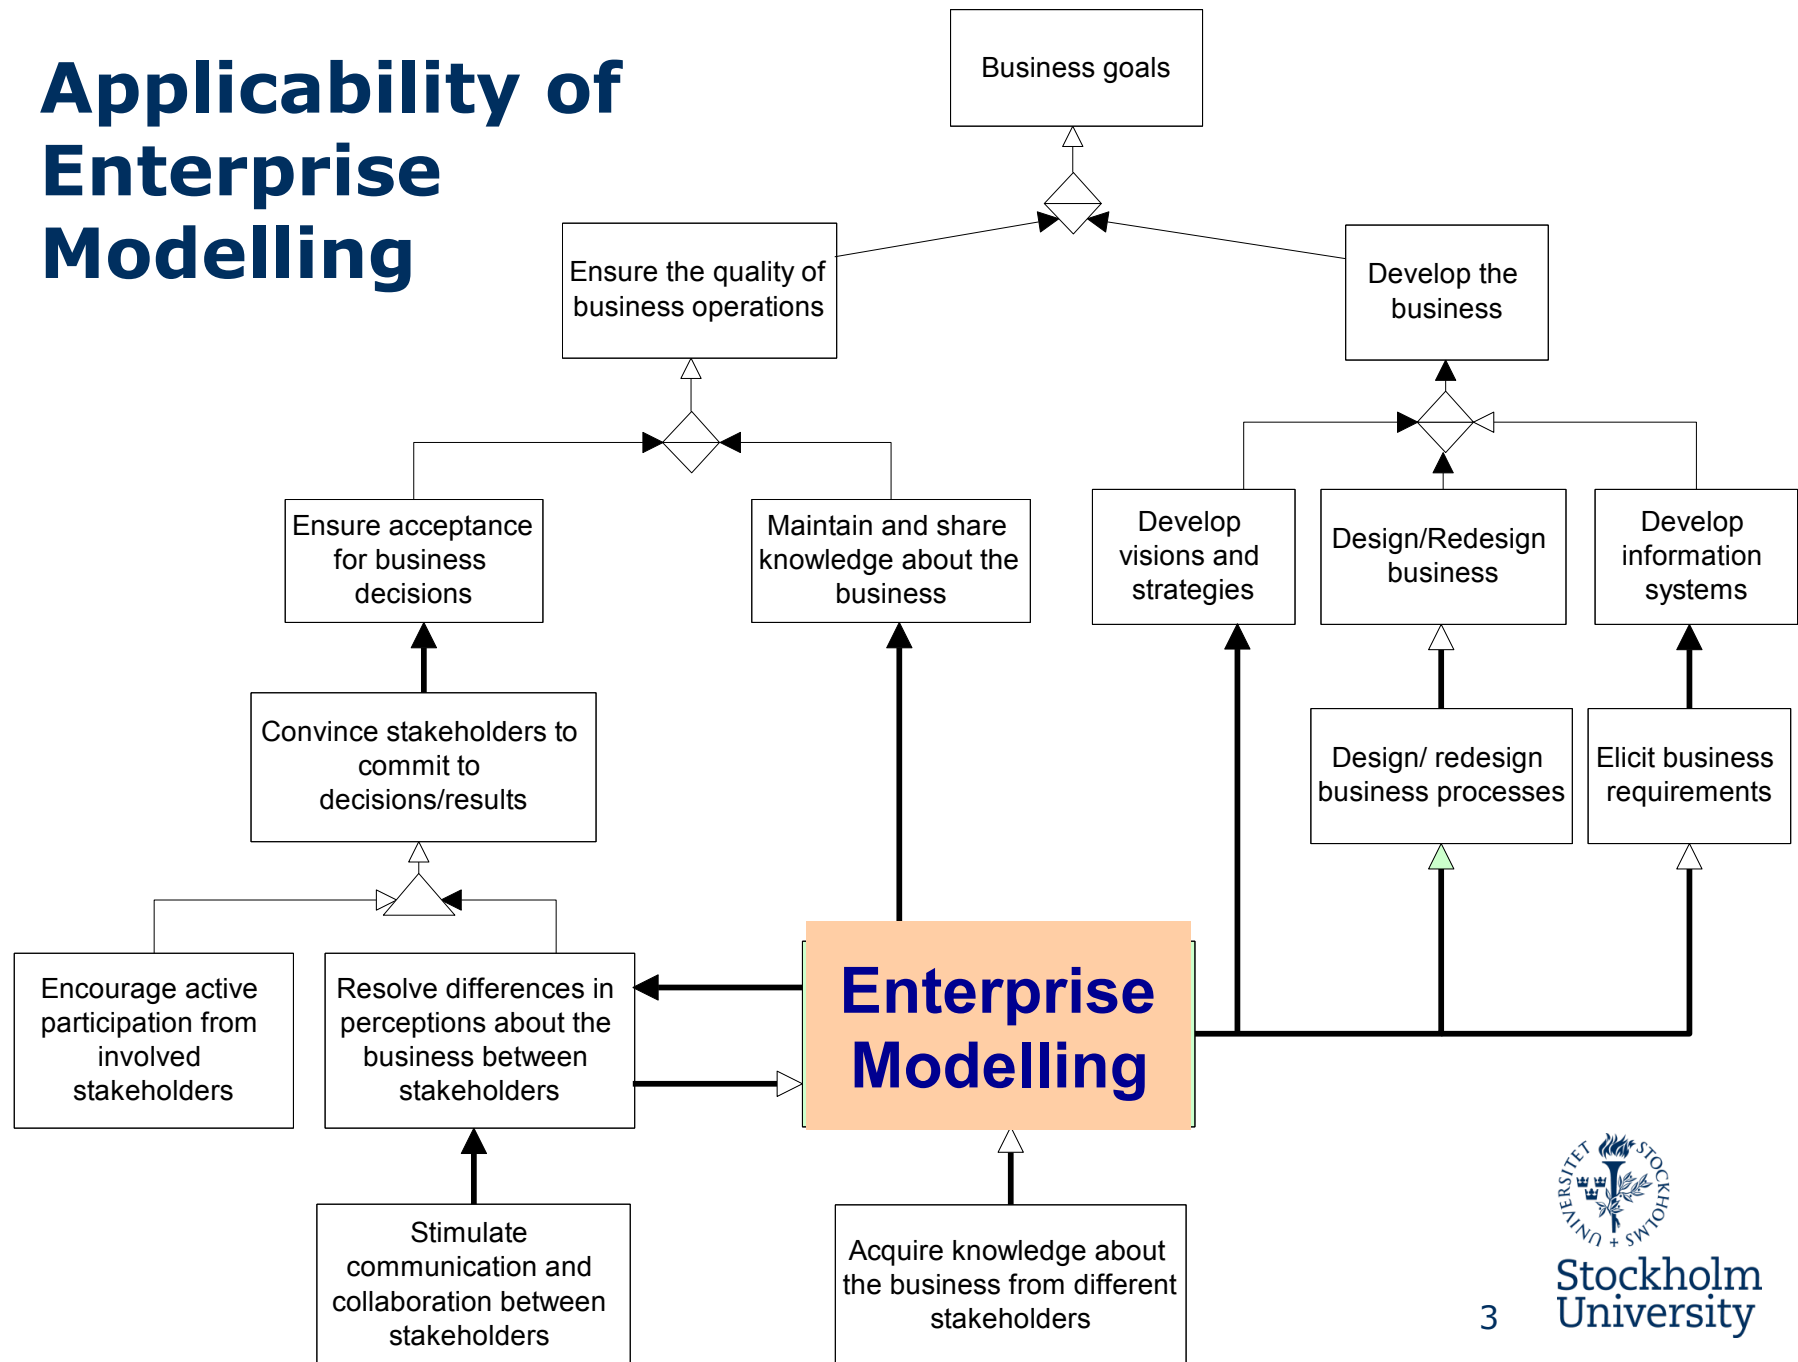 Applicability of
Enterprise
Modelling
Business goals
Ensure the quality of
business operations
Develop the
business
Ensure acceptance
for business
decisions
Maintain and share
knowledge about the
business
Develop
visions and
strategies
Design/Redesign
business
Develop
information
systems
Convince stakeholders to
commit to
decisions/results
Design/ redesign
business processes
Elicit business
requirements
Encourage active
participation from
involved
stakeholders
Resolve differences in
perceptions about the
business between
stakeholders
Enterprise
Modelling
Stimulate
communication and
collaboration between
stakeholders
Acquire knowledge about
the business from different
stakeholders
STOCKHOLMS + UNIVERSITET
Stockholm
University
3